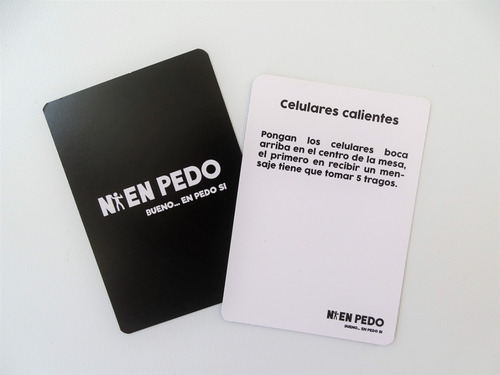 NI EN PEDO
BUENO... EN PEDO SI
Celulares calientes
Pongan los celulares boca
arriba en el centro de la mesa,
el primero en recibir un men-
saje tiene que tomar 5 tragos.
NI EN PEDO
BUENO... EN PEDO SI